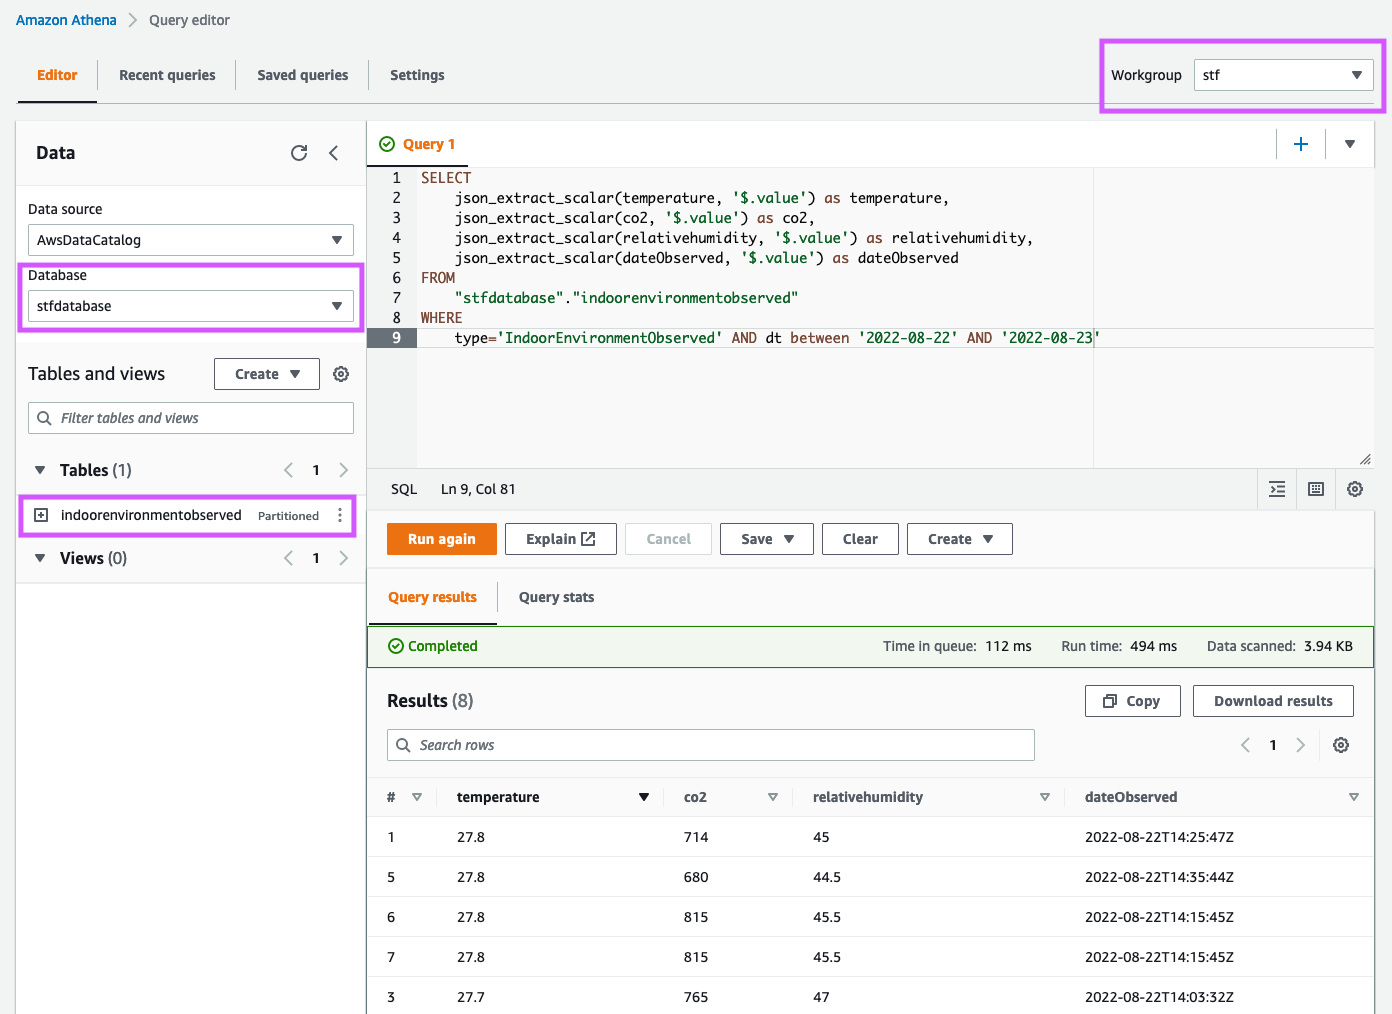 Amazon Athena > Query editor
Editor Recent queries Saved queries Settings
Workgroup stf
Data
Data source
AwsDataCatalog
Database
stfdatabase
Tables and views Create
Filter tables and views
Tables (1) 1
indoorenvironmentobserved Partitioned
Views (0) 1
Query 1
1 SELECT
2 json_extract_scalar(temperature, '$.value') as temperature,
3 json_extract_scalar(co2, '$.value') as co2,
4 json_extract_scalar(relativehumidity, '$.value') as relativehumidity,
5 json_extract_scalar(dateObserved, '$.value') as dateObserved
6 FROM
7 "stfdatabase"."indoorenvironmentobserved"
8 WHERE
9 type='IndoorEnvironmentObserved' AND dt between '2022-08-22' AND '2022-08-23'
SQL Ln 9, Col 81
Run again Explain Cancel Save Clear Create
Query results Query stats
Completed Time in queue: 112 ms Run time: 494 ms Data scanned: 3.94 KB
Results (8) Copy Download results
Search rows 1
# temperature co2 relativehumidity dateObserved
1 27.8 714 45 2022-08-22T14:25:47Z
5 27.8 680 44.5 2022-08-22T14:35:44Z
6 27.8 815 45.5 2022-08-22T14:15:45Z
7 27.8 815 45.5 2022-08-22T14:15:45Z
3 27.7 765 47 2022-08-22T14:03:32Z